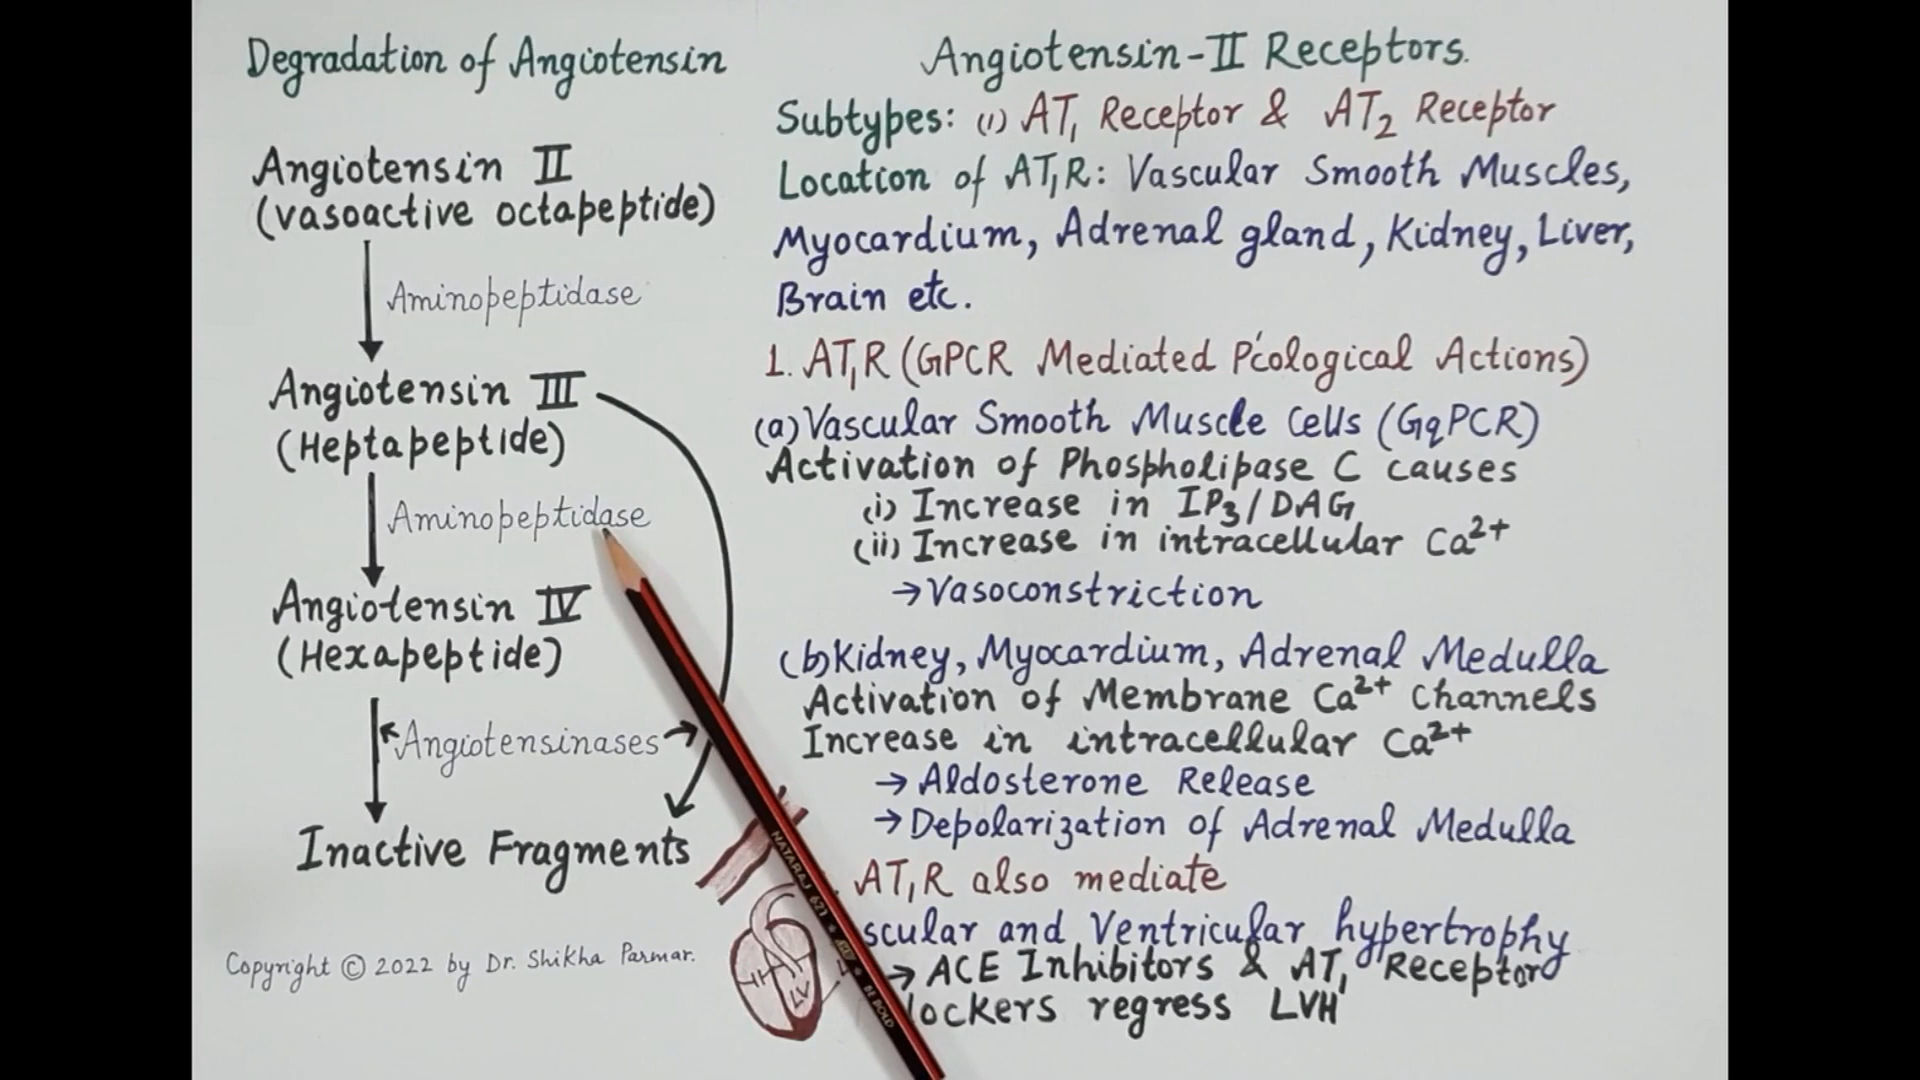 Degradation of Angiotensin
Angiotensin II
(vasoactive octapeptide)
Aminopeptidase
Angiotensin III
(Heptapeptide)
Aminopeptidase
Angiotensin IV
(Hexapeptide)
Angiotensinases
Inactive Fragments
Copyright © 2022 by Dr. Shikha Parmar.
Angiotensin-II Receptors.
Subtypes: (1) AT₁ Receptor & AT₂ Receptor
Location of AT₁R: Vascular Smooth Muscles,
Myocardium, Adrenal gland, Kidney, Liver,
Brain etc.
1. AT₁R (GPCR Mediated P'cological Actions)
(a) Vascular Smooth Muscle Cells (GqPCR)
Activation of Phospholipase C causes
(i) Increase in IP₃/DAG
(ii) Increase in intracellular Ca²⁺
→ Vasoconstriction
(b) Kidney, Myocardium, Adrenal Medulla
Activation of Membrane Ca²⁺ Channels
Increase in intracellular Ca²⁺
→ Aldosterone Release
→ Depolarization of Adrenal Medulla
AT₁R also mediate
scular and Ventricular hypertrophy
→ ACE Inhibitors & AT₁ Receptor
lockers regress LVH
NATARAJ 621 BOLD
LV